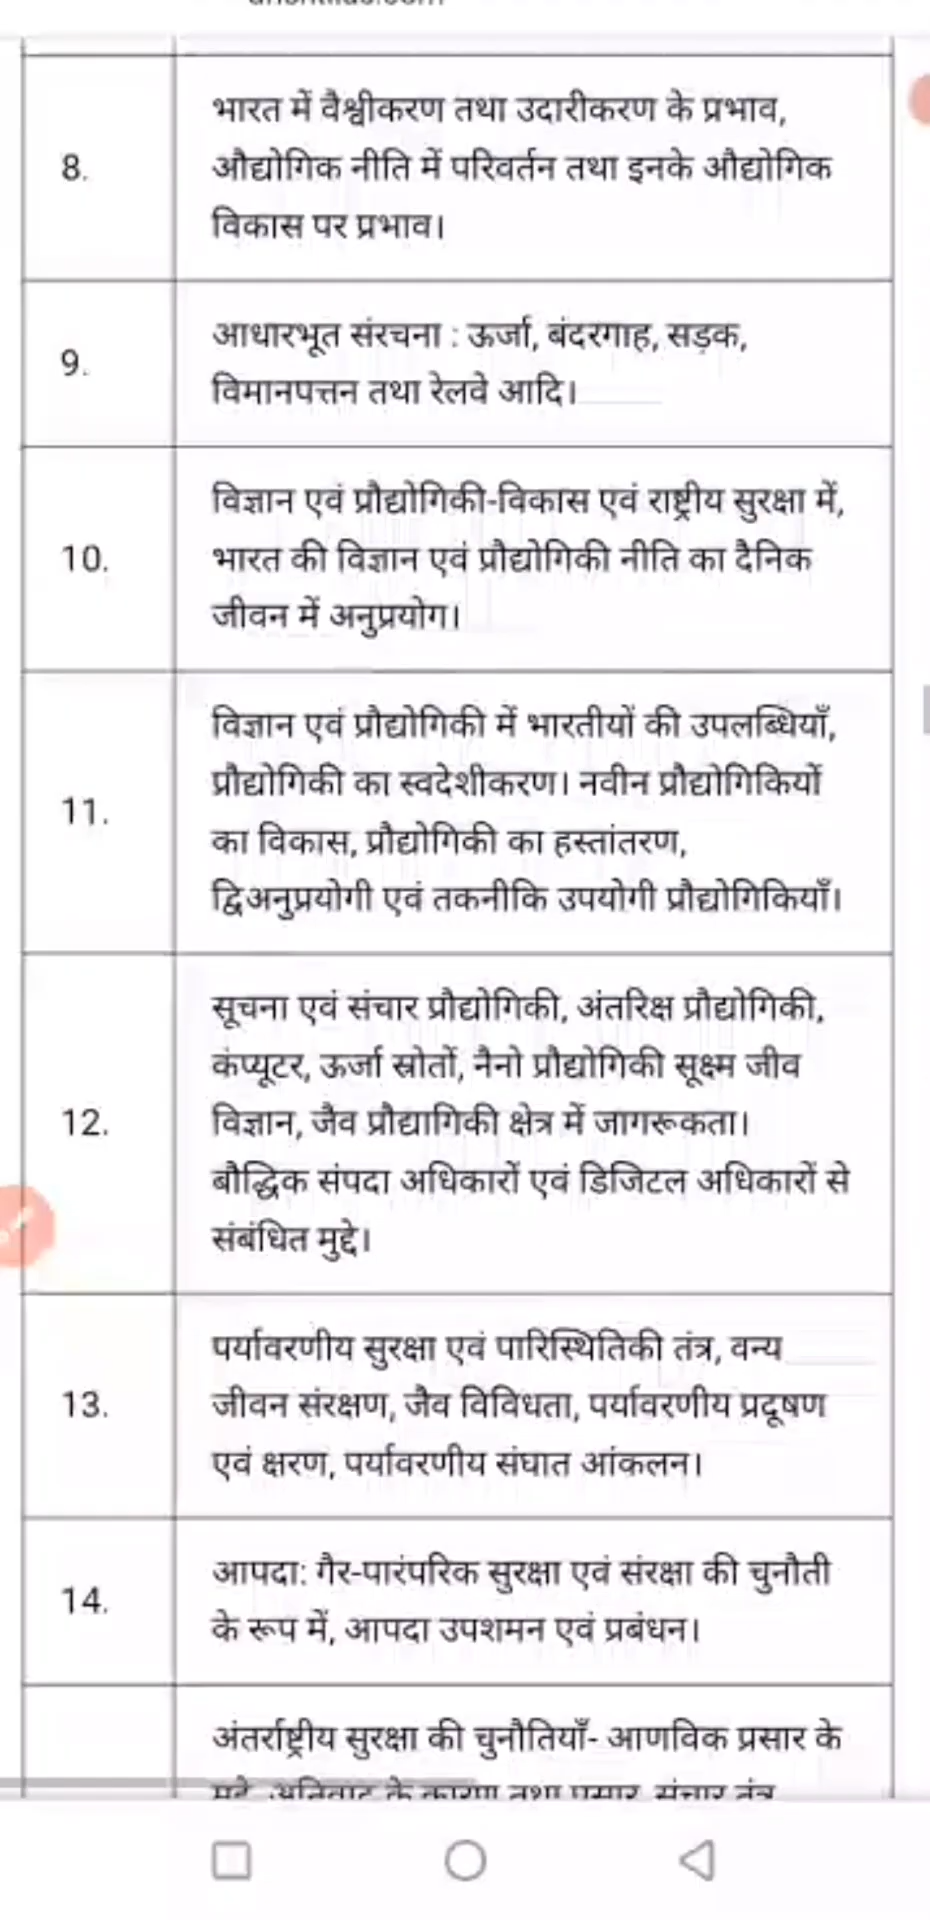 8.
भारत में वैश्वीकरण तथा उदारीकरण के प्रभाव,
औद्योगिक नीति में परिवर्तन तथा इनके औद्योगिक
विकास पर प्रभाव।
9.
आधारभूत संरचना : ऊर्जा, बंदरगाह, सड़क,
विमानपत्तन तथा रेलवे आदि।
10.
विज्ञान एवं प्रौद्योगिकी-विकास एवं राष्ट्रीय सुरक्षा में,
भारत की विज्ञान एवं प्रौद्योगिकी नीति का दैनिक
जीवन में अनुप्रयोग।
11.
विज्ञान एवं प्रौद्योगिकी में भारतीयों की उपलब्धियाँ,
प्रौद्योगिकी का स्वदेशीकरण। नवीन प्रौद्योगिकियों
का विकास, प्रौद्योगिकी का हस्तांतरण,
द्विअनुप्रयोगी एवं तकनीकि उपयोगी प्रौद्योगिकियाँ।
12.
सूचना एवं संचार प्रौद्योगिकी, अंतरिक्ष प्रौद्योगिकी,
कंप्यूटर, ऊर्जा स्रोतों, नैनो प्रौद्योगिकी सूक्ष्म जीव
विज्ञान, जैव प्रौद्यागिकी क्षेत्र में जागरूकता।
बौद्धिक संपदा अधिकारों एवं डिजिटल अधिकारों से
संबंधित मुद्दे।
13.
पर्यावरणीय सुरक्षा एवं पारिस्थितिकी तंत्र, वन्य
जीवन संरक्षण, जैव विविधता, पर्यावरणीय प्रदूषण
एवं क्षरण, पर्यावरणीय संघात आंकलन।
14.
आपदा: गैर-पारंपरिक सुरक्षा एवं संरक्षा की चुनौती
के रूप में, आपदा उपशमन एवं प्रबंधन।
अंतर्राष्ट्रीय सुरक्षा की चुनौतियाँ- आणविक प्रसार के